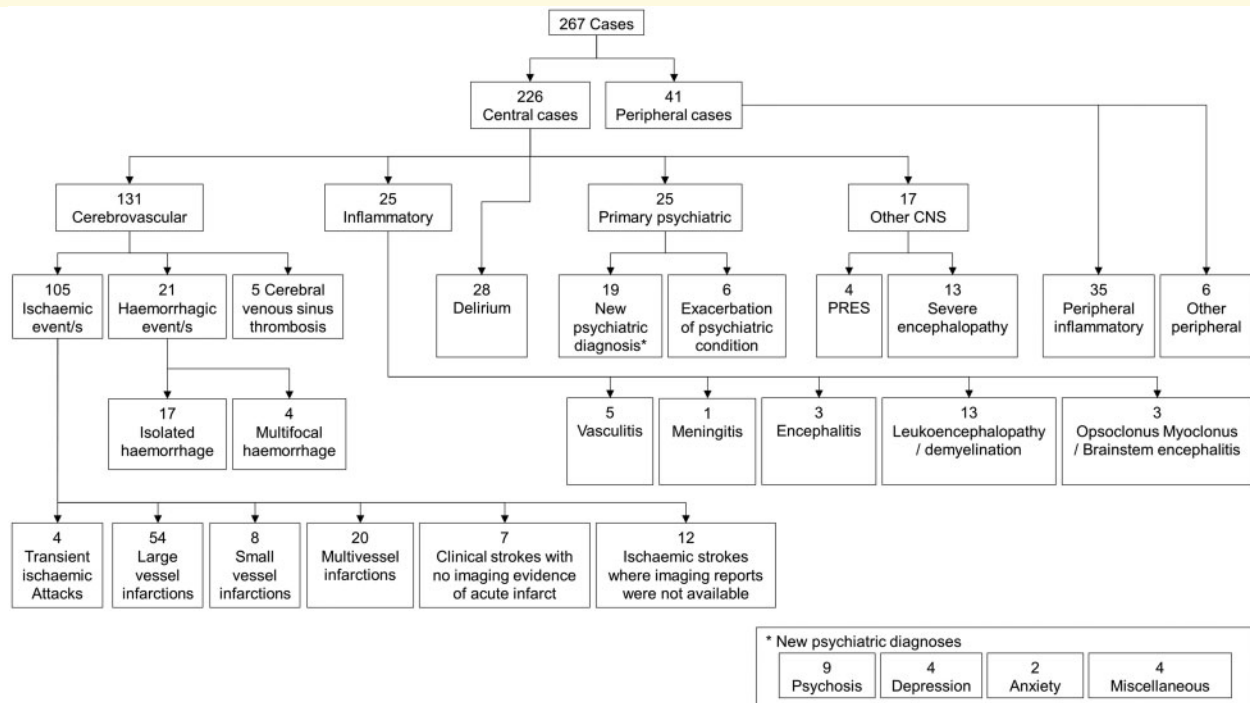 267 Cases
226
Central cases
41
Peripheral cases
131
Cerebrovascular
25
Inflammatory
25
Primary psychiatric
17
Other CNS
105
Ischaemic
event/s
21
Haemorrhagic
event/s
5 Cerebral
venous sinus
thrombosis
28
Delirium
19
New
psychiatric
diagnosis*
6
Exacerbation
of psychiatric
condition
4
PRES
13
Severe
encephalopathy
35
Peripheral
inflammatory
6
Other
peripheral
17
Isolated
haemorrhage
4
Multifocal
haemorrhage
5
Vasculitis
1
Meningitis
3
Encephalitis
13
Leukoencephalopathy
/ demyelination
3
Opsoclonus Myoclonus
/ Brainstem encephalitis
4
Transient
ischaemic
Attacks
54
Large
vessel
infarctions
8
Small
vessel
infarctions
20
Multivessel
infarctions
7
Clinical strokes with
no imaging evidence
of acute infarct
12
Ischaemic strokes
where imaging reports
were not available
* New psychiatric diagnoses
9
Psychosis
4
Depression
2
Anxiety
4
Miscellaneous